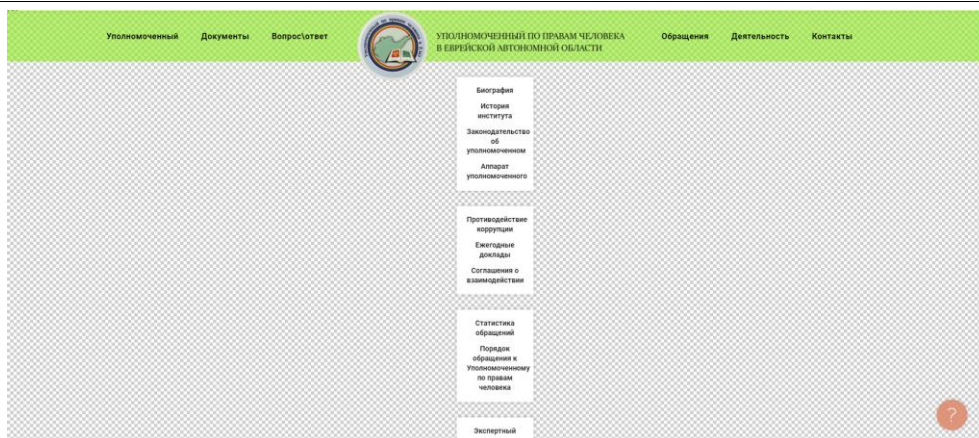 Уполномоченный
Документы
Вопрос\ответ
УПОЛНОМОЧЕННЫЙ ПО ПРАВАМ ЧЕЛОВЕКА
В ЕВРЕЙСКОЙ АВТОНОМНОЙ ОБЛАСТИ
Обращения
Деятельность
Контакты
Биография
История
института
Законодательство
об
уполномоченном
Аппарат
уполномоченного
Противодействие
коррупции
Ежегодные
доклады
Соглашения о
взаимодействии
Статистика
обращений
Порядок
обращения к
Уполномоченному
по правам
человека
Экспертный
?